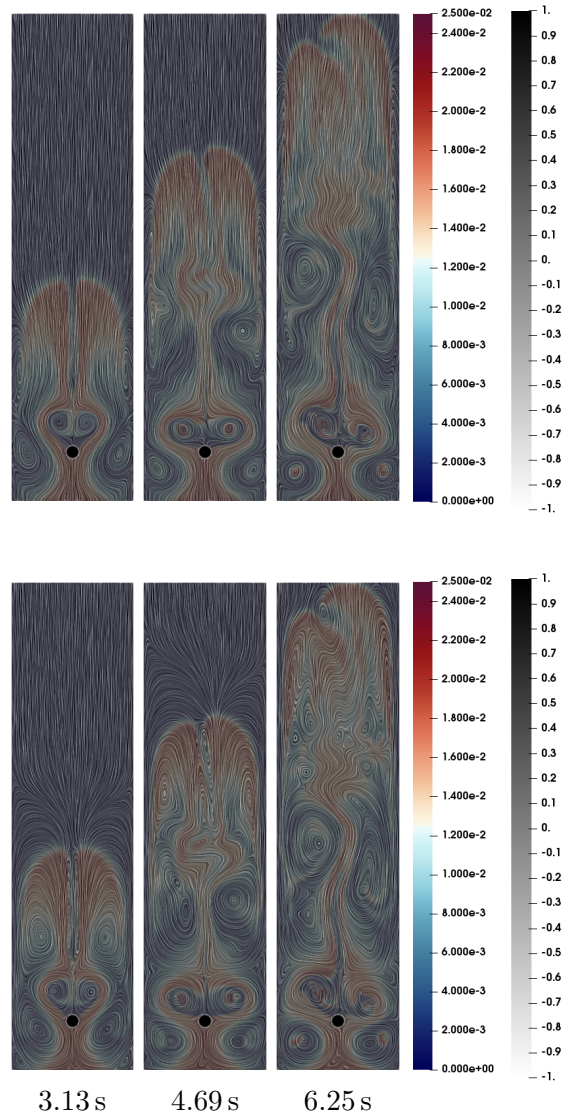 2.500e-02
2.400e-2
2.200e-2
2.000e-2
1.800e-2
1.600e-2
1.400e-2
1.200e-2
1.000e-2
8.000e-3
6.000e-3
4.000e-3
2.000e-3
0.000e+00
1.
0.9
0.8
0.7
0.6
0.5
0.4
0.3
0.2
0.1
0.
-0.1
-0.2
-0.3
-0.4
-0.5
-0.6
-0.7
-0.8
-0.9
-1.
2.500e-02
2.400e-2
2.200e-2
2.000e-2
1.800e-2
1.600e-2
1.400e-2
1.200e-2
1.000e-2
8.000e-3
6.000e-3
4.000e-3
2.000e-3
0.000e+00
1.
0.9
0.8
0.7
0.6
0.5
0.4
0.3
0.2
0.1
0.
-0.1
-0.2
-0.3
-0.4
-0.5
-0.6
-0.7
-0.8
-0.9
-1.
3.13 s 4.69 s 6.25 s